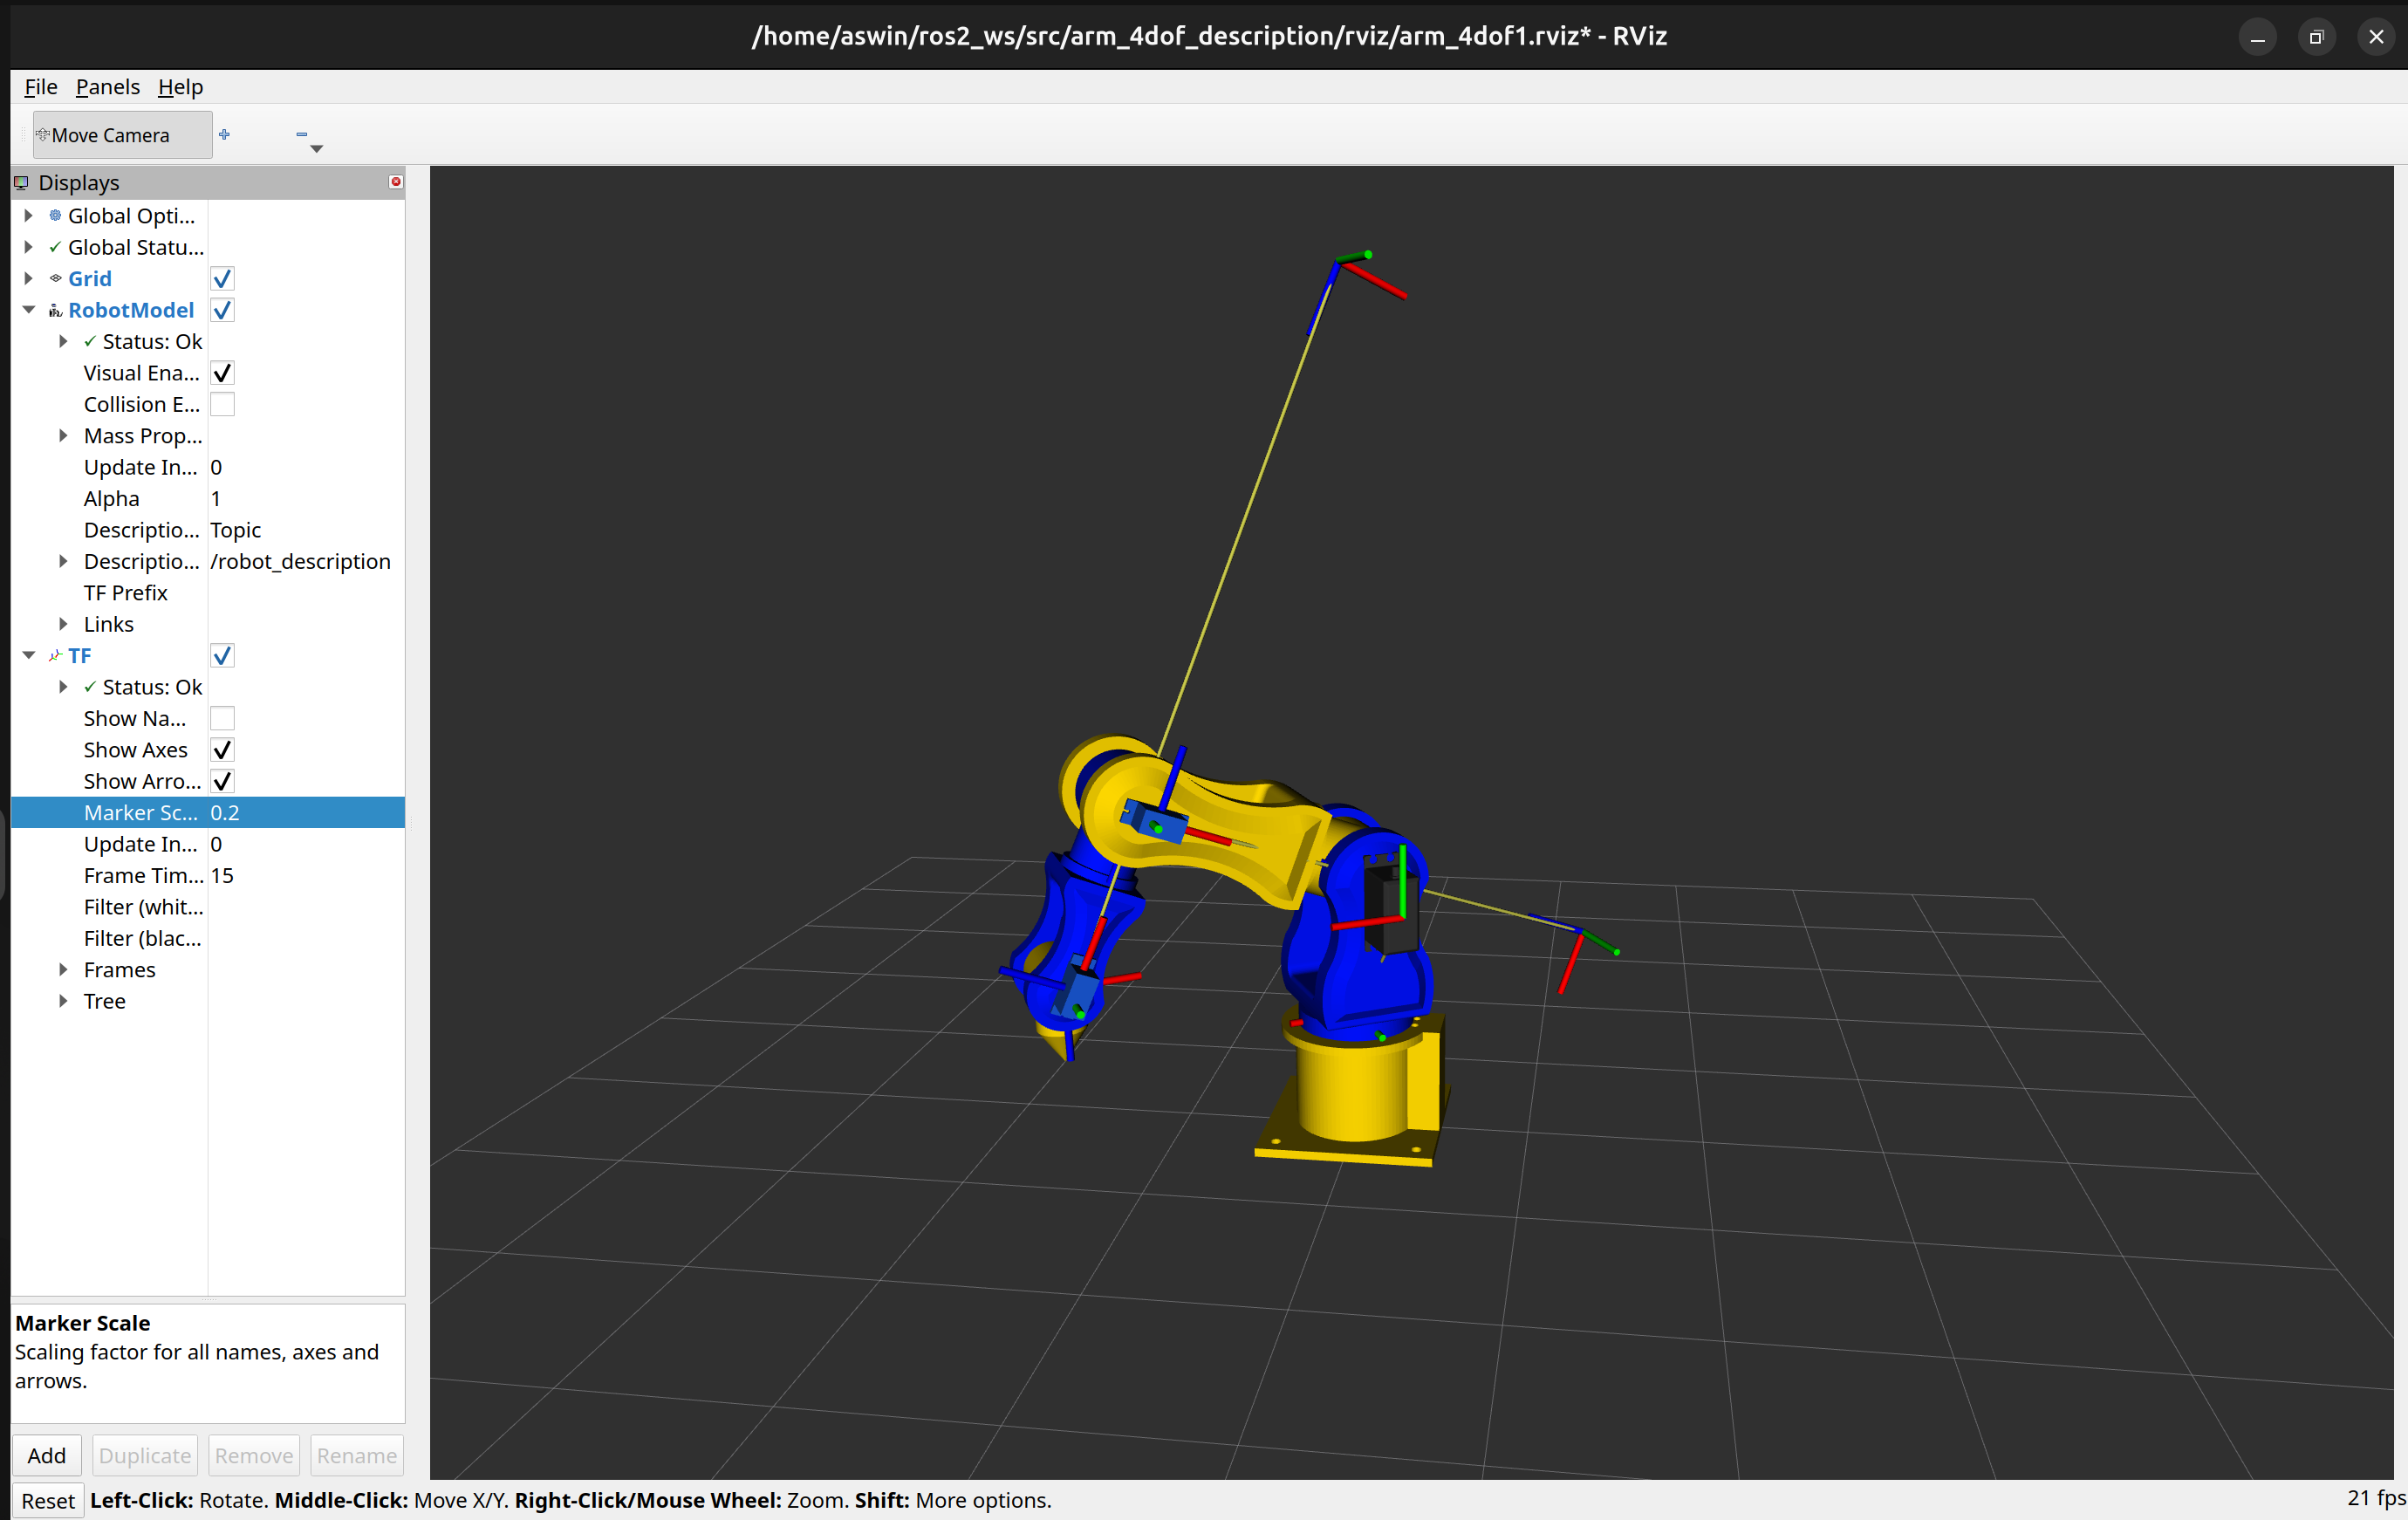 /home/aswin/ros2_ws/src/arm_4dof_description/rviz/arm_4dof1.rviz* - RViz
File Panels Help
Move Camera
Displays
Global Opti...
Global Statu...
Grid
RobotModel
Status: Ok
Visual Ena...
Collision E...
Mass Prop...
Update In... 0
Alpha 1
Descriptio... Topic
Descriptio... /robot_description
TF Prefix
Links
TF
Status: Ok
Show Na...
Show Axes
Show Arro...
Marker Sc... 0.2
Update In... 0
Frame Tim... 15
Filter (whit...
Filter (blac...
Frames
Tree
Marker Scale
Scaling factor for all names, axes and
arrows.
Add Duplicate Remove Rename
Reset Left-Click: Rotate. Middle-Click: Move X/Y. Right-Click/Mouse Wheel: Zoom. Shift: More options. 21 fps